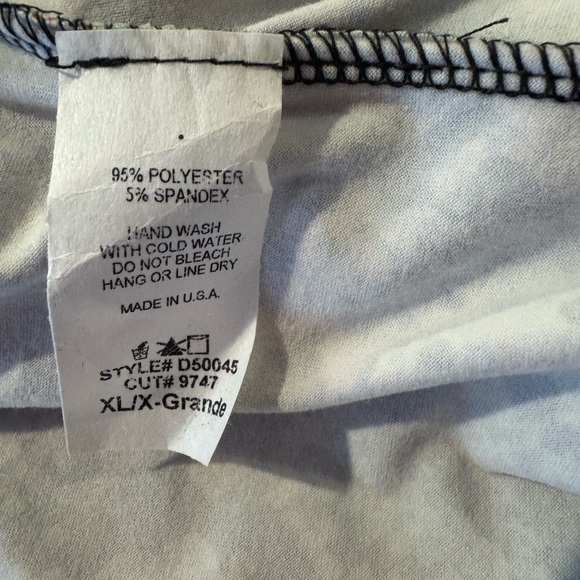 95% POLYESTER
5% SPANDEX
HAND WASH
WITH COLD WATER
DO NOT BLEACH
HANG OR LINE DRY
MADE IN U.S.A.
STYLE# D50045
CUT# 9747
XL/X-Grande